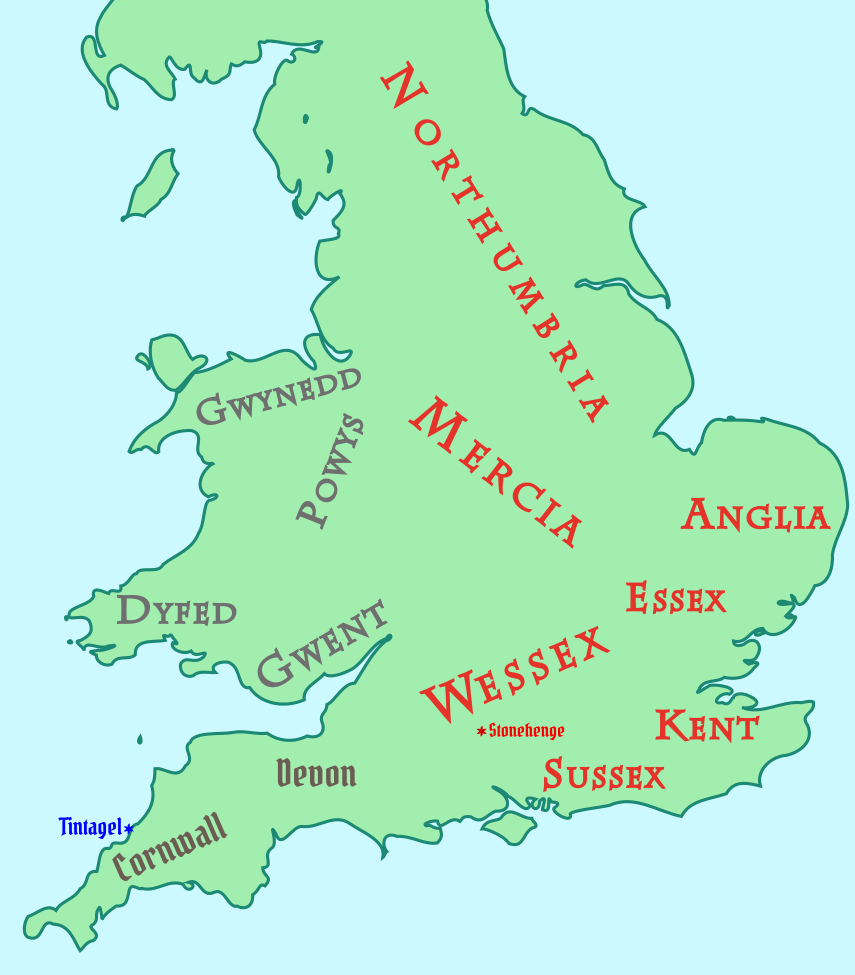 Northumbria
Gwynedd
Powys
Mercia
Anglia
Essex
Dyfed
Gwent
Wessex
Kent
Stonehenge
Sussex
Devon
Tintagel
Cornwall